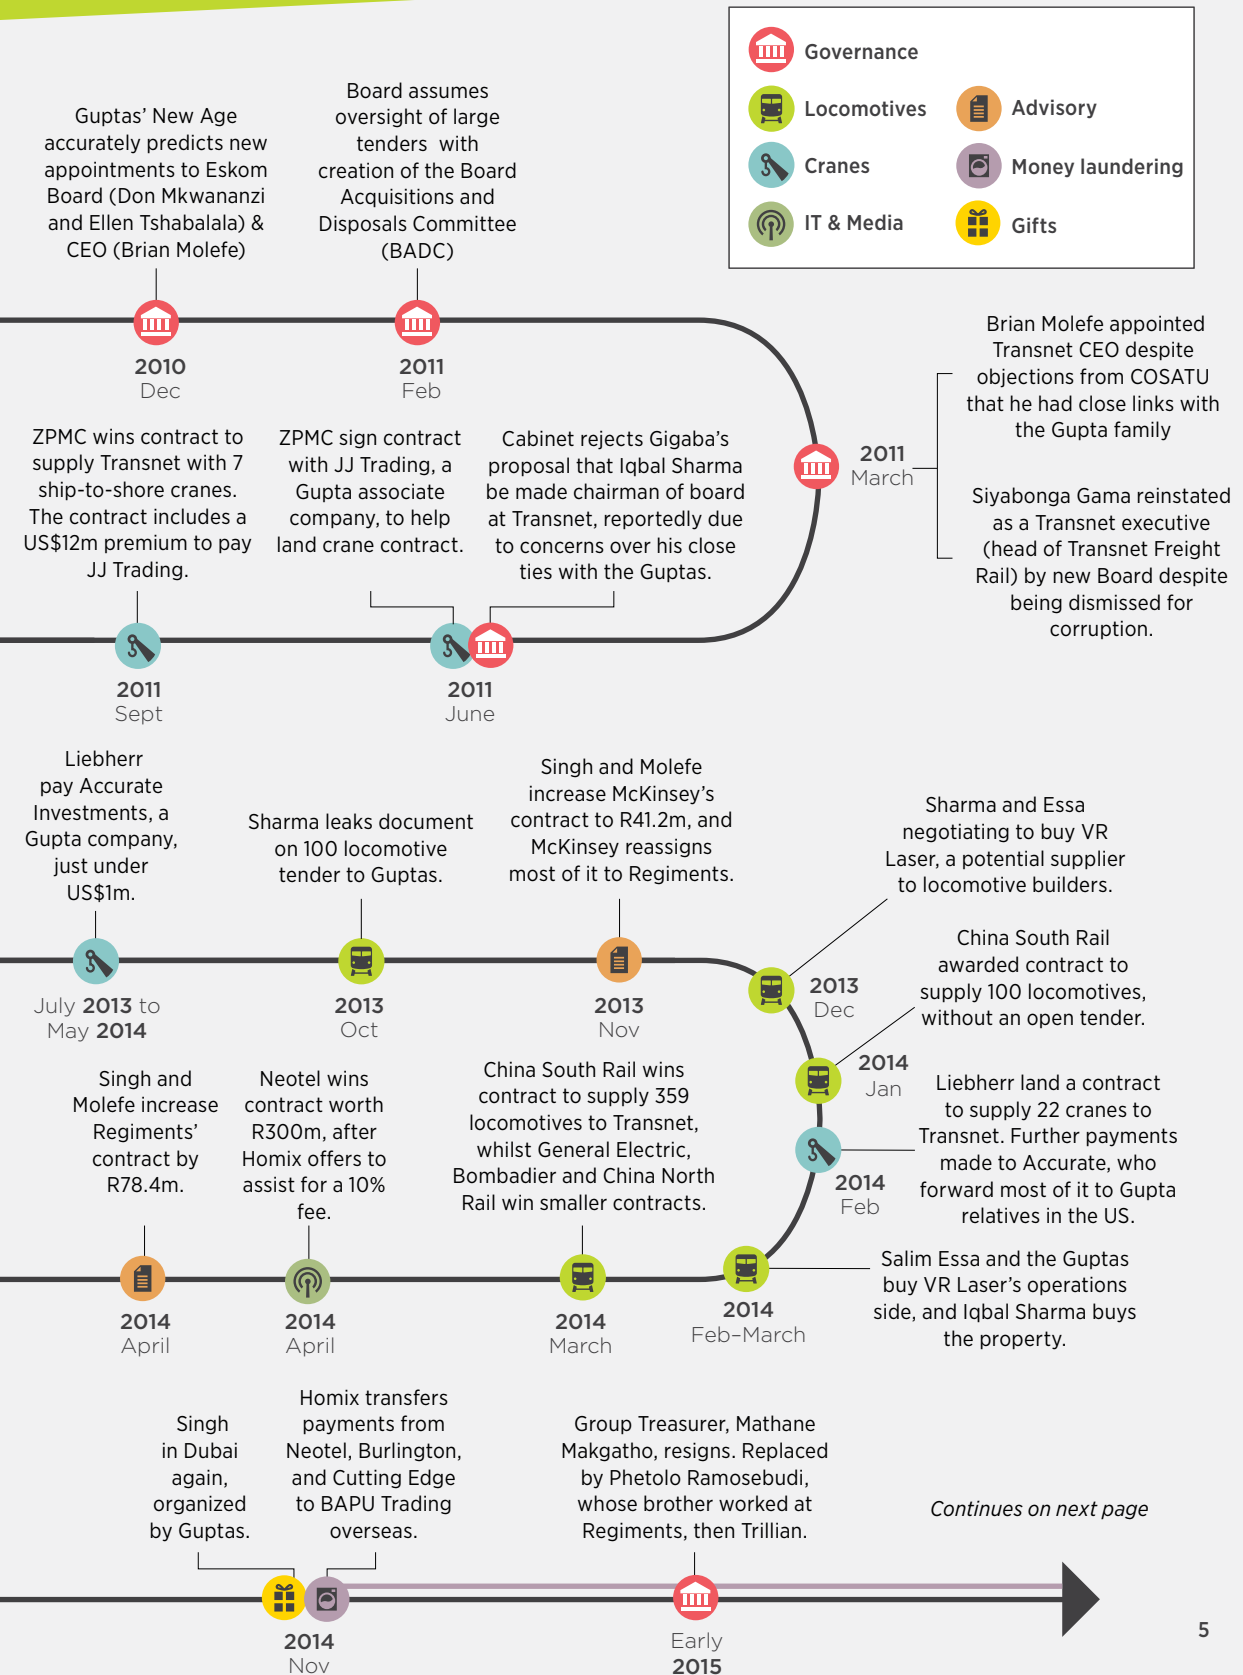 Governance
Locomotives
Advisory
Cranes
Money laundering
IT & Media
Gifts
Guptas’ New Age
accurately predicts new
appointments to Eskom
Board (Don Mkwananzi
and Ellen Tshabalala) &
CEO (Brian Molefe)
2010
Dec
Board assumes
oversight of large
tenders with
creation of the Board
Acquisitions and
Disposals Committee
(BADC)
2011
Feb
Brian Molefe appointed
Transnet CEO despite
objections from COSATU
that he had close links with
the Gupta family
2011
March
Siyabonga Gama reinstated
as a Transnet executive
(head of Transnet Freight
Rail) by new Board despite
being dismissed for
corruption.
ZPMC wins contract to
supply Transnet with 7
ship-to-shore cranes.
The contract includes a
US$12m premium to pay
JJ Trading.
2011
Sept
ZPMC sign contract
with JJ Trading, a
Gupta associate
company, to help
land crane contract.
Cabinet rejects Gigaba’s
proposal that Iqbal Sharma
be made chairman of board
at Transnet, reportedly due
to concerns over his close
ties with the Guptas.
2011
June
Liebherr
pay Accurate
Investments, a
Gupta company,
just under
US$1m.
July 2013 to
May 2014
Sharma leaks document
on 100 locomotive
tender to Guptas.
2013
Oct
Singh and Molefe
increase McKinsey’s
contract to R41.2m, and
McKinsey reassigns
most of it to Regiments.
2013
Nov
Sharma and Essa
negotiating to buy VR
Laser, a potential supplier
to locomotive builders.
2013
Dec
China South Rail
awarded contract to
supply 100 locomotives,
without an open tender.
2014
Jan
Liebherr land a contract
to supply 22 cranes to
Transnet. Further payments
made to Accurate, who
forward most of it to Gupta
relatives in the US.
2014
Feb
Salim Essa and the Guptas
buy VR Laser’s operations
side, and Iqbal Sharma buys
the property.
2014
Feb–March
China South Rail wins
contract to supply 359
locomotives to Transnet,
whilst General Electric,
Bombadier and China North
Rail win smaller contracts.
2014
March
Neotel wins
contract worth
R300m, after
Homix offers to
assist for a 10%
fee.
2014
April
Singh and
Molefe increase
Regiments’
contract by
R78.4m.
2014
April
Singh
in Dubai
again,
organized
by Guptas.
Homix transfers
payments from
Neotel, Burlington,
and Cutting Edge
to BAPU Trading
overseas.
2014
Nov
Group Treasurer, Mathane
Makgatho, resigns. Replaced
by Phetolo Ramosebudi,
whose brother worked at
Regiments, then Trillian.
Early
2015
Continues on next page
5